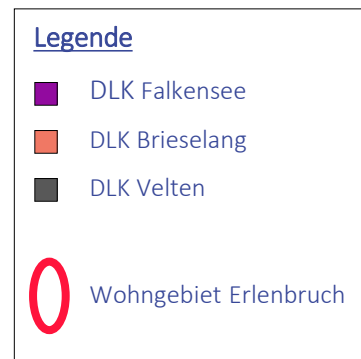 Legende
DLK Falkensee
DLK Brieselang
DLK Velten
Wohngebiet Erlenbruch